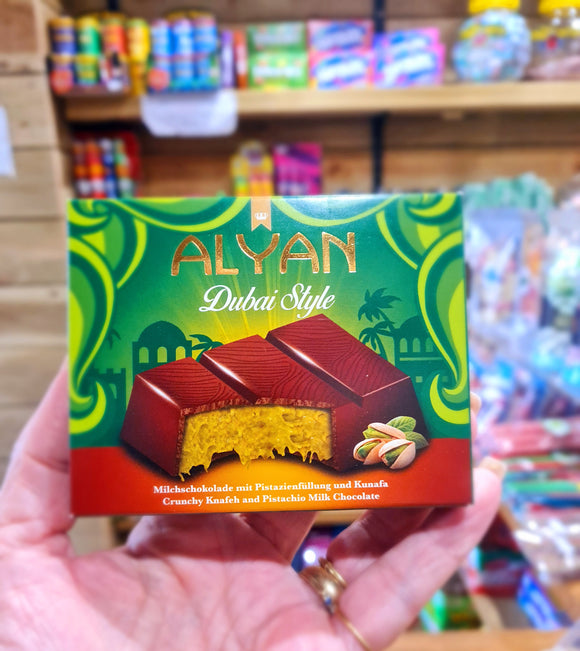 ALYAN
Dubai Style
Milchschokolade mit Pistazienfüllung und Kunafa
Crunchy Knafeh and Pistachio Milk Chocolate